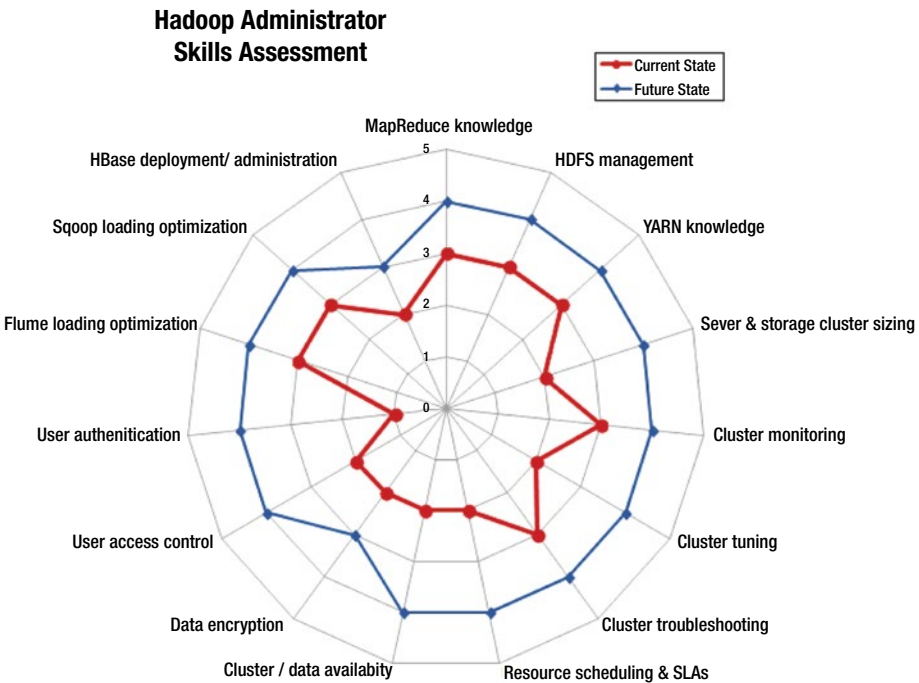 Hadoop Administrator
Skills Assessment
Current State
Future State
MapReduce knowledge
HBase deployment/ administration
HDFS management
Sqoop loading optimization
YARN knowledge
Flume loading optimization
Sever & storage cluster sizing
User authenitication
Cluster monitoring
User access control
Cluster tuning
Data encryption
Cluster troubleshooting
Cluster / data availabity
Resource scheduling & SLAs
5
4
3
2
1
0